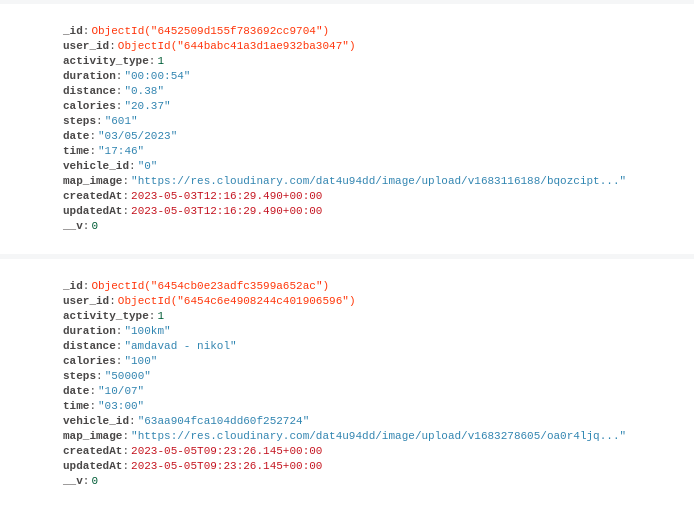 _id: ObjectId("6452509d155f783692cc9704")
user_id: ObjectId("644babc41a3d1ae932ba3047")
activity_type: 1
duration: "00:00:54"
distance: "0.38"
calories: "20.37"
steps: "601"
date: "03/05/2023"
time: "17:46"
vehicle_id: "0"
map_image: "https://res.cloudinary.com/dat4u94dd/image/upload/v1683116188/bqozcipt..."
createdAt: 2023-05-03T12:16:29.490+00:00
updatedAt: 2023-05-03T12:16:29.490+00:00
__v: 0
_id: ObjectId("6454cb0e23adfc3599a652ac")
user_id: ObjectId("6454c6e4908244c401906596")
activity_type: 1
duration: "100km"
distance: "amdavad - nikol"
calories: "100"
steps: "50000"
date: "10/07"
time: "03:00"
vehicle_id: "63aa904fca104dd60f252724"
map_image: "https://res.cloudinary.com/dat4u94dd/image/upload/v1683278605/oa0r4ljq..."
createdAt: 2023-05-05T09:23:26.145+00:00
updatedAt: 2023-05-05T09:23:26.145+00:00
__v: 0